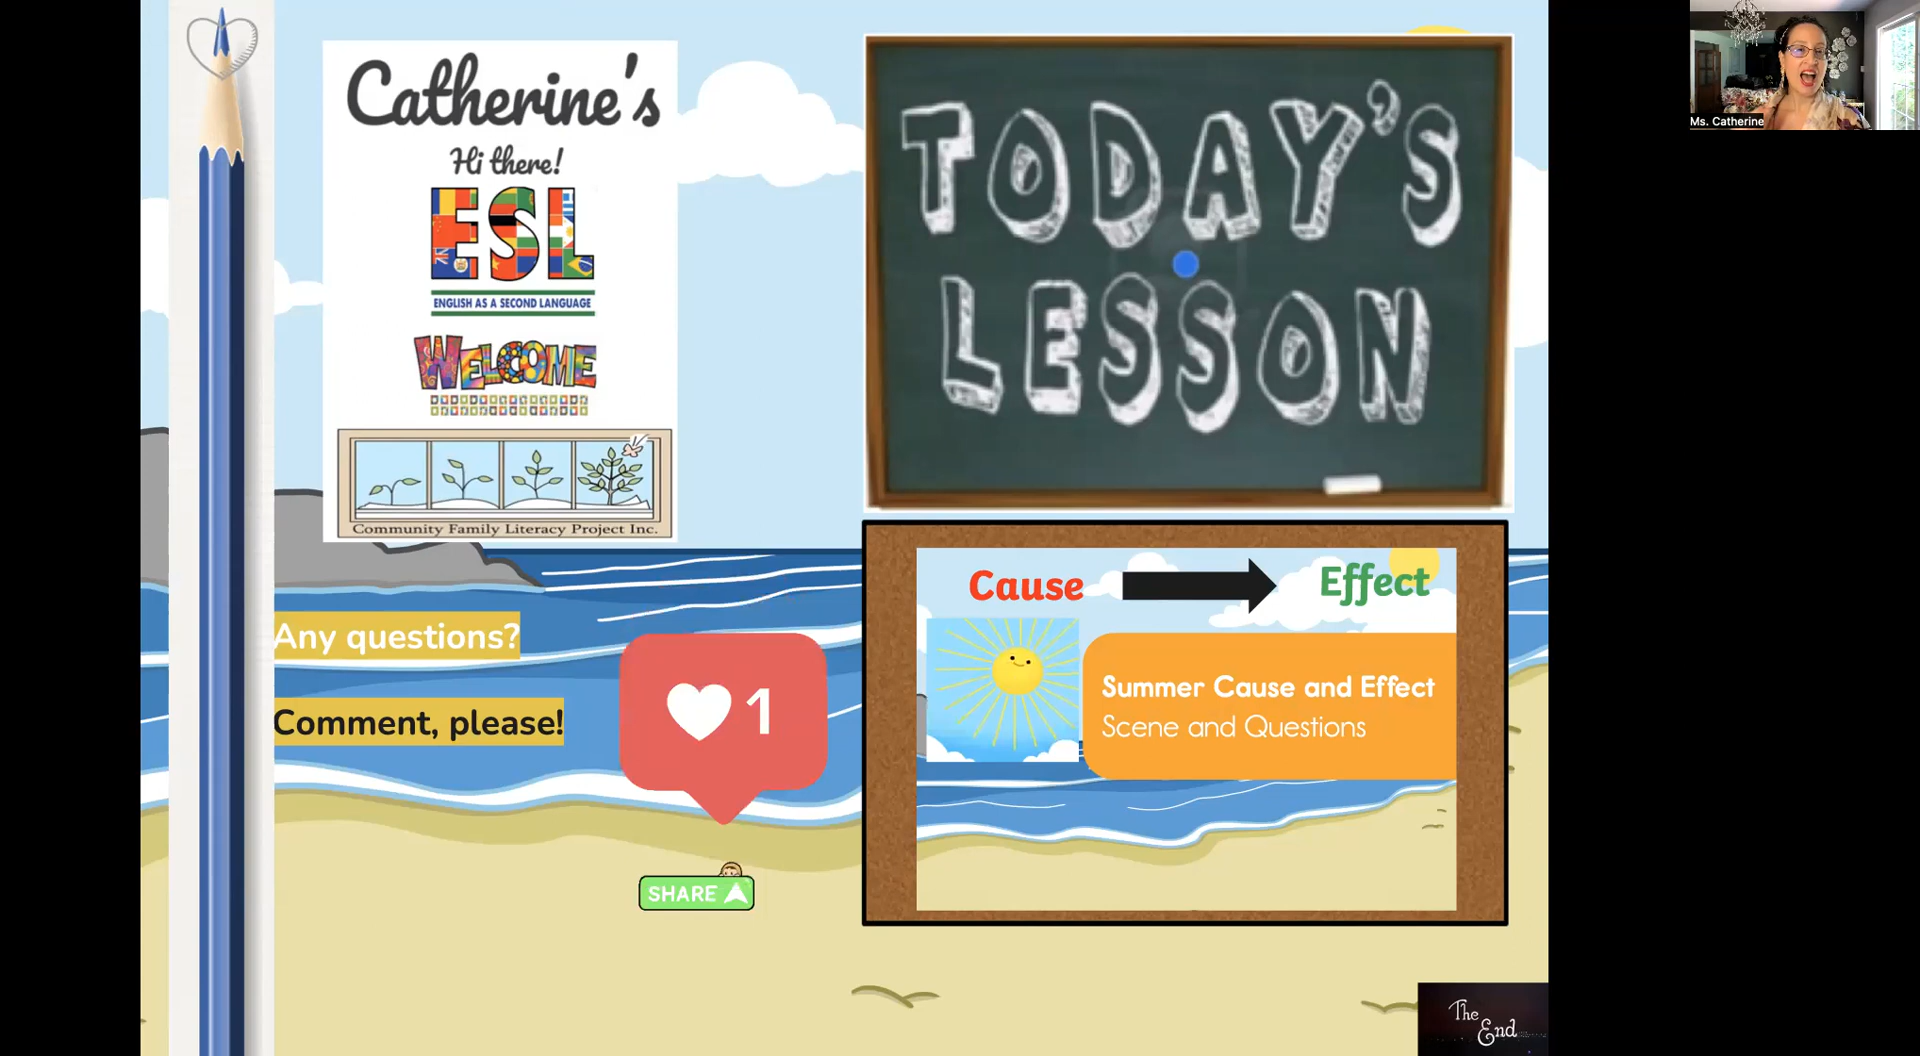 Catherine's
Hi there!
ESL
ENGLISH AS A SECOND LANGUAGE
WELCOME
Community Family Literacy Project Inc.
Any questions?
Comment, please!
1
SHARE
TODAY'S
LESSON
Cause
Effect
Summer Cause and Effect
Scene and Questions
The
End
Ms. Catherine